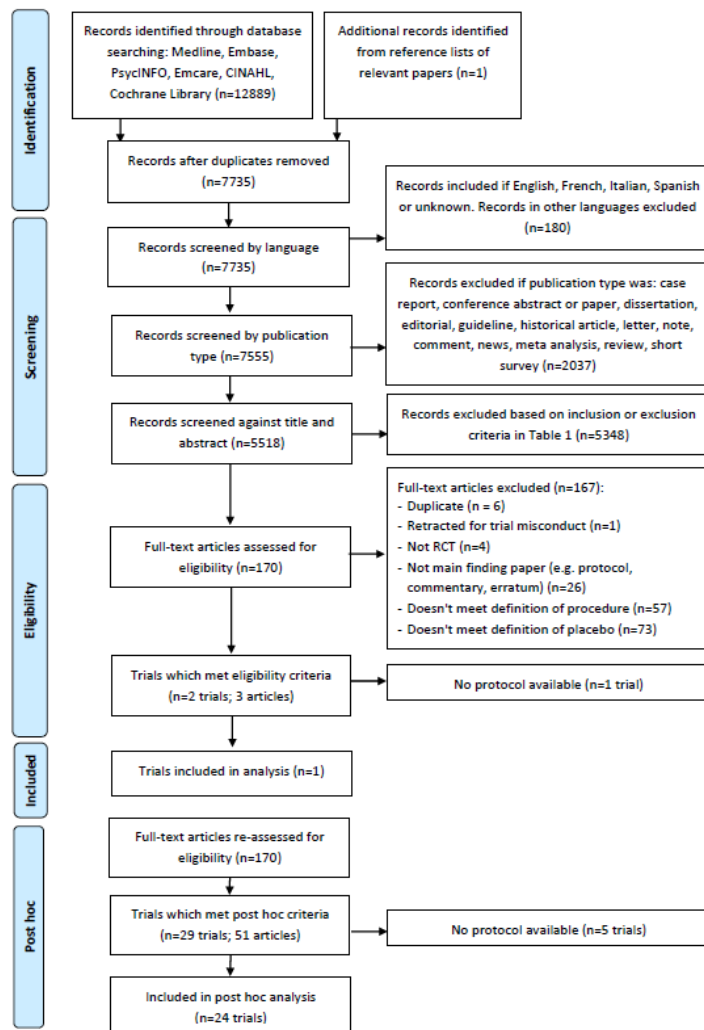 Identification
Records identified through database
searching: Medline, Embase,
PsycINFO, Emcare, CINAHL,
Cochrane Library (n=12889)
Additional records identified
from reference lists of
relevant papers (n=1)
Records after duplicates removed
(n=7735)
Records included if English, French, Italian, Spanish
or unknown. Records in other languages excluded
(n=180)
Screening
Records screened by language
(n=7735)
Records screened by publication
type (n=7555)
Records excluded if publication type was: case
report, conference abstract or paper, dissertation,
editorial, guideline, historical article, letter, note,
comment, news, meta analysis, review, short
survey (n=2037)
Records screened against title and
abstract (n=5518)
Records excluded based on inclusion or exclusion
criteria in Table 1 (n=5348)
Eligibility
Full-text articles assessed for
eligibility (n=170)
Full-text articles excluded (n=167):
- Duplicate (n = 6)
- Retracted for trial misconduct (n=1)
- Not RCT (n=4)
- Not main finding paper (e.g. protocol,
commentary, erratum) (n=26)
- Doesn't meet definition of procedure (n=57)
- Doesn't meet definition of placebo (n=73)
Trials which met eligibility criteria
(n=2 trials; 3 articles)
No protocol available (n=1 trial)
Included
Trials included in analysis (n=1)
Post hoc
Full-text articles re-assessed for
eligibility (n=170)
Trials which met post hoc criteria
(n=29 trials; 51 articles)
No protocol available (n=5 trials)
Included in post hoc analysis
(n=24 trials)